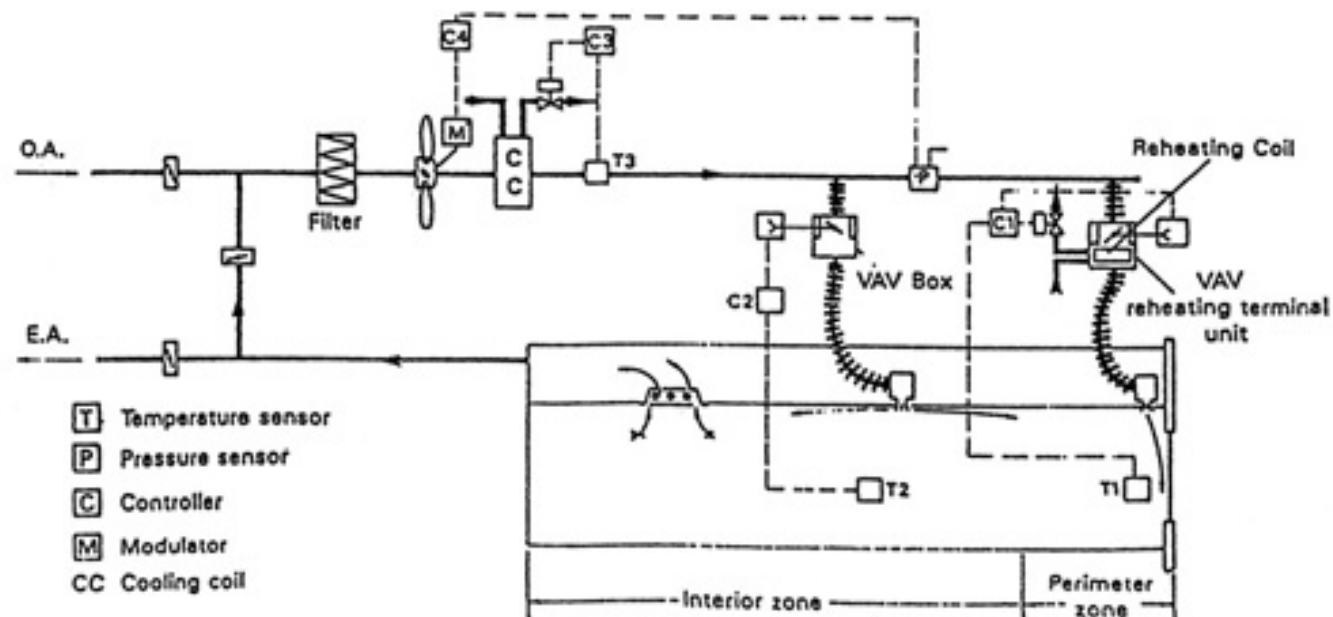 C4
C3
M
O.A.
C
C
T3
P
Reheating Coil
Filter
C1
VAV Box
VAV
reheating terminal
unit
C2
E.A.
T Temperature sensor
P Pressure sensor
C Controller
M Modulator
CC Cooling coil
T2
T1
Interior zone
Perimeter
zone